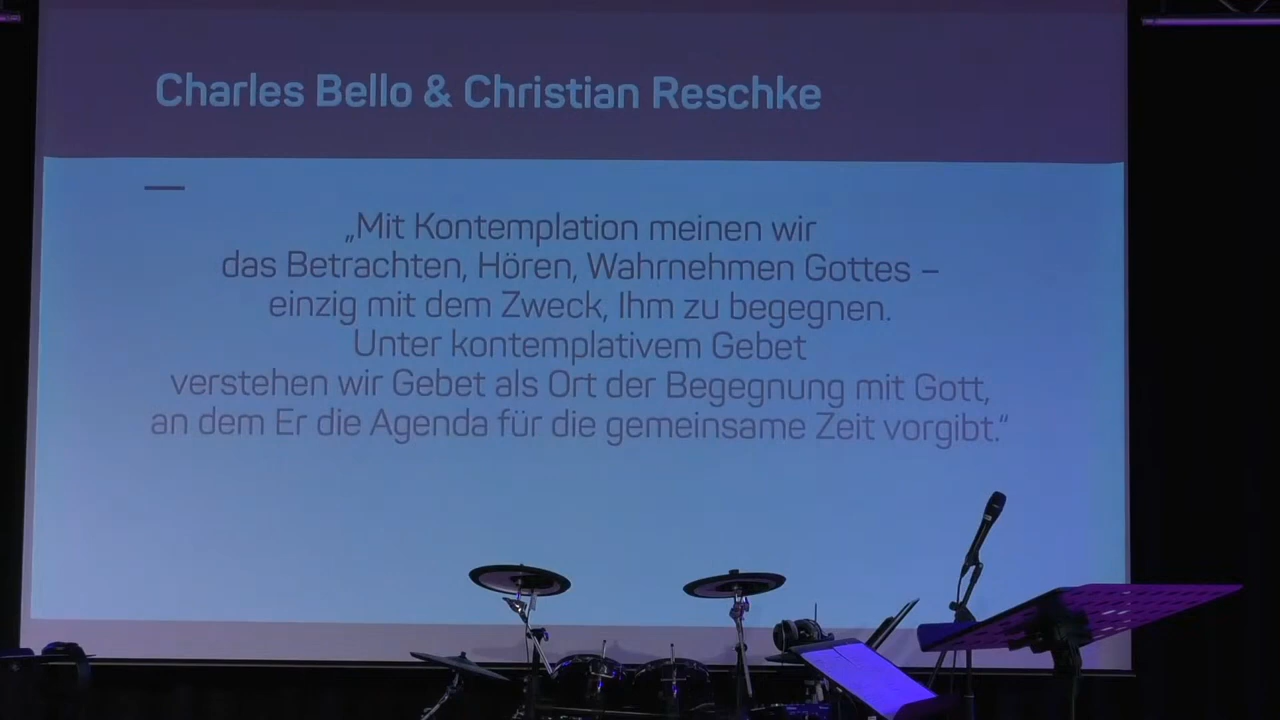 Charles Bello & Christian Reschke
„Mit Kontemplation meinen wir
das Betrachten, Hören, Wahrnehmen Gottes –
einzig mit dem Zweck, Ihm zu begegnen.
Unter kontemplativem Gebet
verstehen wir Gebet als Ort der Begegnung mit Gott,
an dem Er die Agenda für die gemeinsame Zeit vorgibt.“